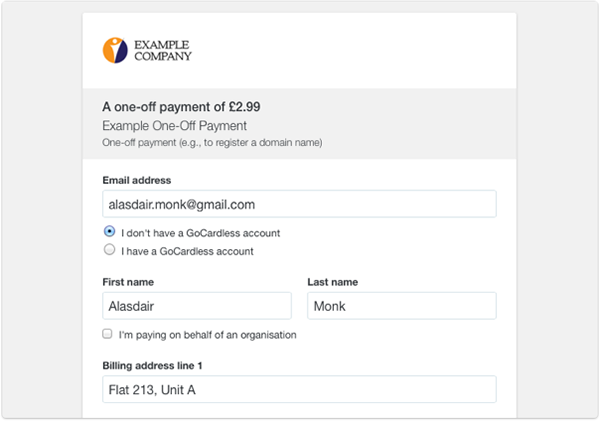 EXAMPLE
COMPANY
A one-off payment of £2.99
Example One-Off Payment
One-off payment (e.g., to register a domain name)
Email address
alasdair.monk@gmail.com
I don't have a GoCardless account
I have a GoCardless account
First name Last name
Alasdair Monk
I'm paying on behalf of an organisation
Billing address line 1
Flat 213, Unit A